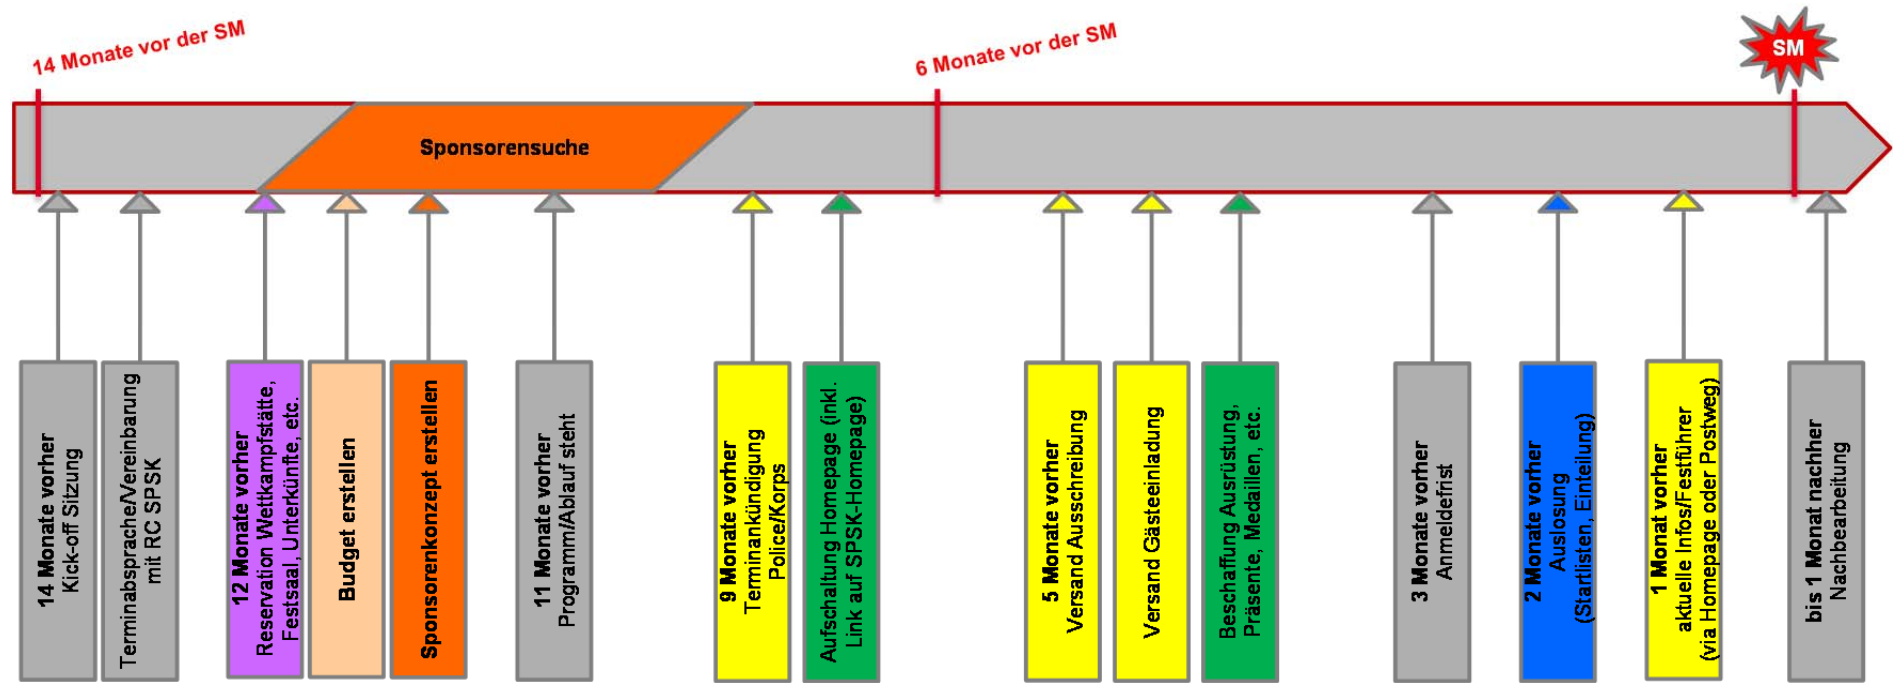 14 Monate vor der SM
6 Monate vor der SM
SM
Sponsorensuche
14 Monate vorher
Kick-off Sitzung
Terminabsprache/Vereinbarung
mit RC SPSK
12 Monate vorher
Reservation Wettkampfstätte,
Festsaal, Unterkünfte, etc.
Budget erstellen
Sponsorenkonzept erstellen
11 Monate vorher
Programm/Ablauf steht
9 Monate vorher
Terminankündigung
Police/Korps
Aufschaltung Homepage (inkl.
Link auf SPSK-Homepage)
5 Monate vorher
Versand Ausschreibung
Versand Gästeeinladung
Beschaffung Ausrüstung,
Präsente, Medaillen, etc.
3 Monate vorher
Anmeldefrist
2 Monate vorher
Auslosung
(Startlisten, Einteilung)
1 Monat vorher
aktuelle Infos/Festführer
(via Homepage oder Postweg)
bis 1 Monat nachher
Nachbearbeitung